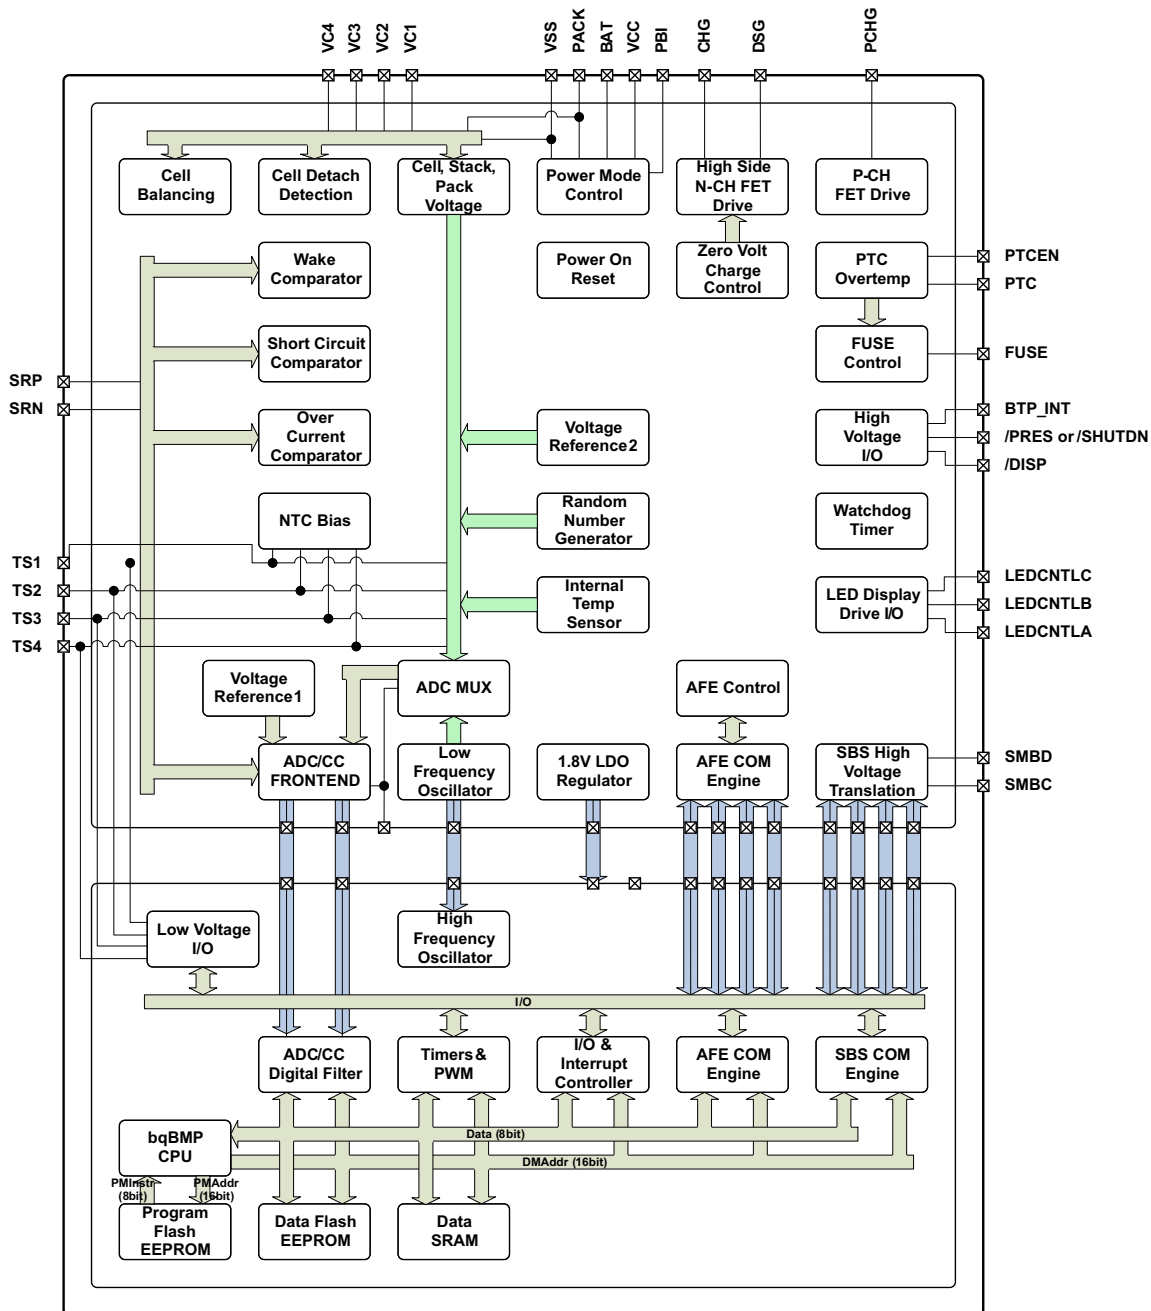 VC4
VC3
VC2
VC1
VSS
PACK
BAT
VCC
PBI
CHG
DSG
PCHG
Cell
Balancing
Cell Detach
Detection
Cell, Stack,
Pack
Voltage
Power Mode
Control
High Side
N-CH FET
Drive
P-CH
FET Drive
Wake
Comparator
Power On
Reset
Zero Volt
Charge
Control
PTC
Overtemp
PTCEN
PTC
Short Circuit
Comparator
FUSE
Control
FUSE
SRP
SRN
Over
Current
Comparator
Voltage
Reference2
High
Voltage
I/O
BTP_INT
/PRES or /SHUTDN
/DISP
NTC Bias
Random
Number
Generator
Watchdog
Timer
TS1
TS2
TS3
TS4
Internal
Temp
Sensor
LED Display
Drive I/O
LEDCNTLC
LEDCNTLB
LEDCNTLA
Voltage
Reference1
ADC MUX
AFE Control
ADC/CC
FRONTEND
Low
Frequency
Oscillator
1.8V LDO
Regulator
AFE COM
Engine
SBS High
Voltage
Translation
SMBD
SMBC
Low Voltage
I/O
High
Frequency
Oscillator
I/O
ADC/CC
Digital Filter
Timers &
PWM
I/O &
Interrupt
Controller
AFE COM
Engine
SBS COM
Engine
bqBMP
CPU
Data (8bit)
DMAddr (16bit)
PMInstr
(8bit)
PMAddr
(16bit)
Program
Flash
EEPROM
Data Flash
EEPROM
Data
SRAM